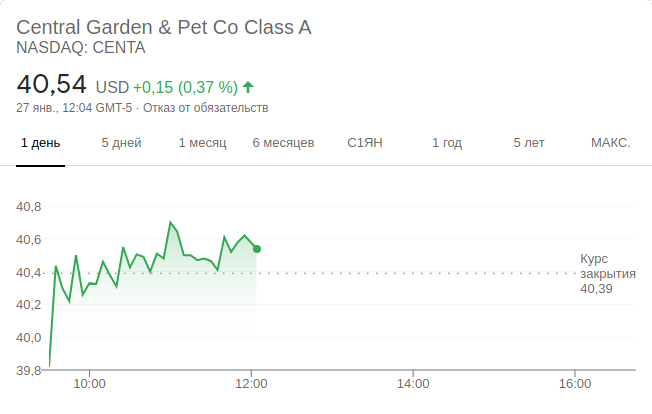 Central Garden & Pet Co Class A
NASDAQ: CENTA
40,54 USD +0,15 (0,37 %)
27 янв., 12:04 GMT-5 · Отказ от обязательств
1 день 5 дней 1 месяц 6 месяцев С1ЯН 1 год 5 лет МАКС.
40,8
40,6
40,4
40,2
40,0
39,8
Курс
закрытия
40,39
10:00 12:00 14:00 16:00